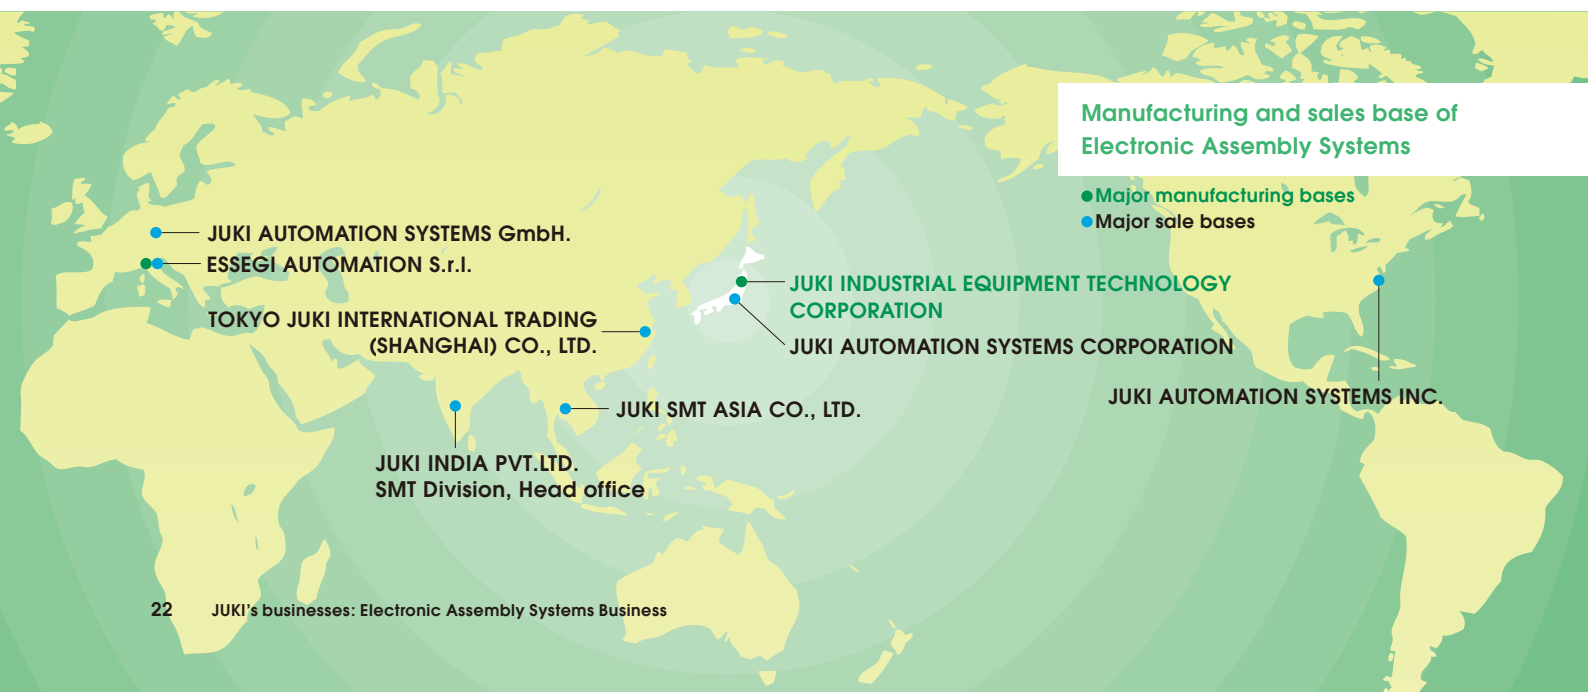 Manufacturing and sales base of
Electronic Assembly Systems
Major manufacturing bases
Major sale bases
JUKI AUTOMATION SYSTEMS GmbH.
ESSEGI AUTOMATION S.r.l.
TOKYO JUKI INTERNATIONAL TRADING
(SHANGHAI) CO., LTD.
JUKI INDUSTRIAL EQUIPMENT TECHNOLOGY
CORPORATION
JUKI AUTOMATION SYSTEMS CORPORATION
JUKI AUTOMATION SYSTEMS INC.
JUKI SMT ASIA CO., LTD.
JUKI INDIA PVT.LTD.
SMT Division, Head office
22 JUKI's businesses: Electronic Assembly Systems Business